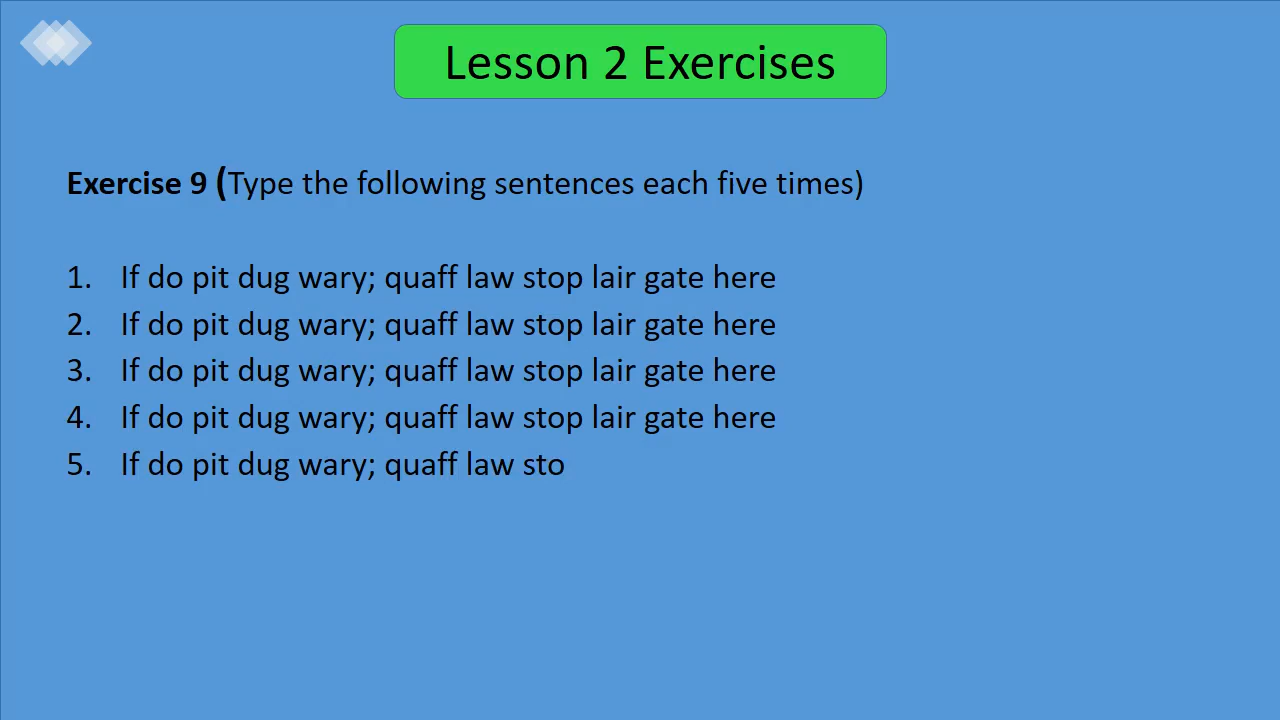 Lesson 2 Exercises
Exercise 9 (Type the following sentences each five times)
1. If do pit dug wary; quaff law stop lair gate here
2. If do pit dug wary; quaff law stop lair gate here
3. If do pit dug wary; quaff law stop lair gate here
4. If do pit dug wary; quaff law stop lair gate here
5. If do pit dug wary; quaff law sto